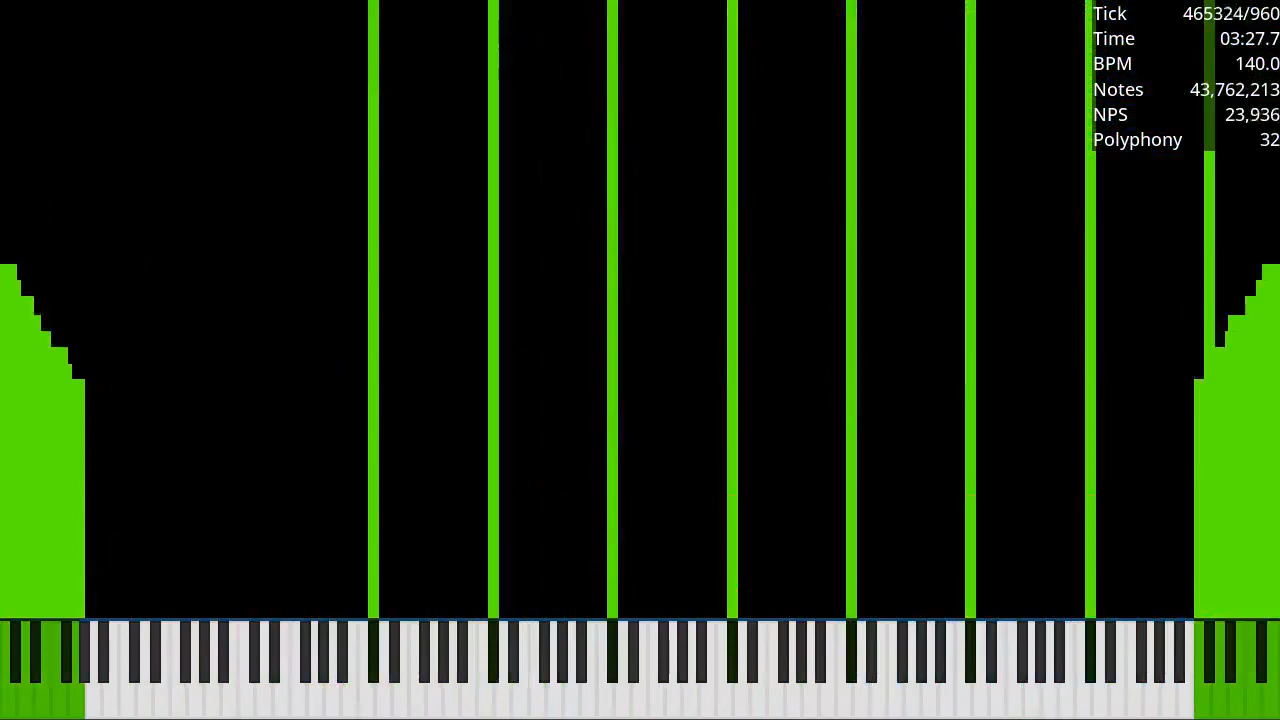 Tick 465324/960
Time 03:27.7
BPM 140.0
Notes 43,762,213
NPS 23,936
Polyphony 32